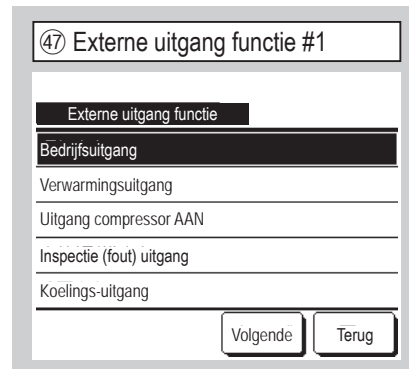 ㊼ Externe uitgang functie #1
Externe uitgang functie
Bedrijfsuitgang
Verwarmingsuitgang
Uitgang compressor AAN
Inspectie (fout) uitgang
Koelings-uitgang
Volgende Terug